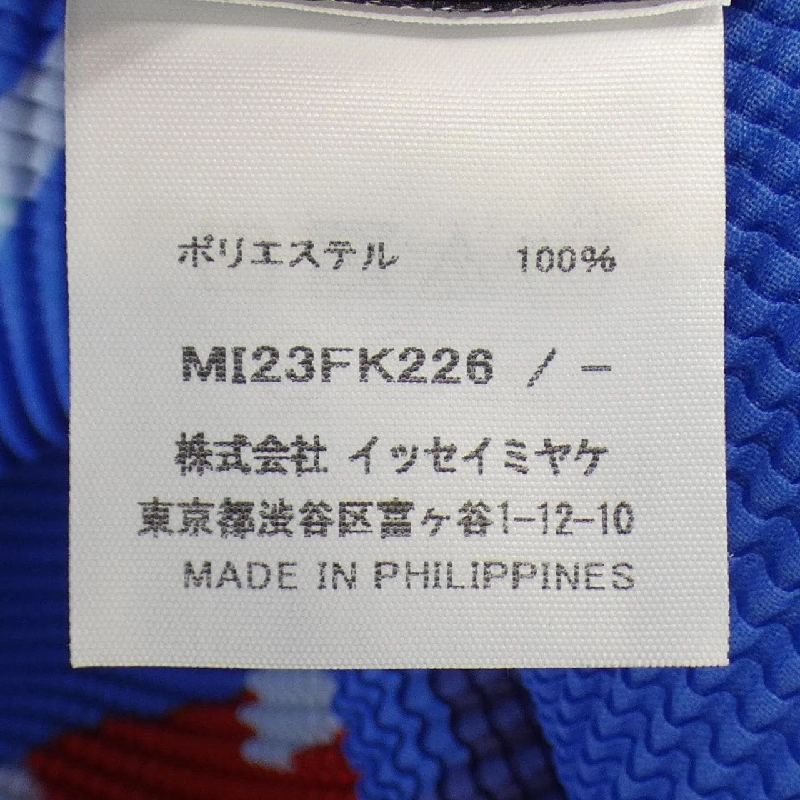 ポリエステル 100%
MI23FK226 / -
株式会社 イッセイミヤケ
東京都渋谷区富ヶ谷1-12-10
MADE IN PHILIPPINES